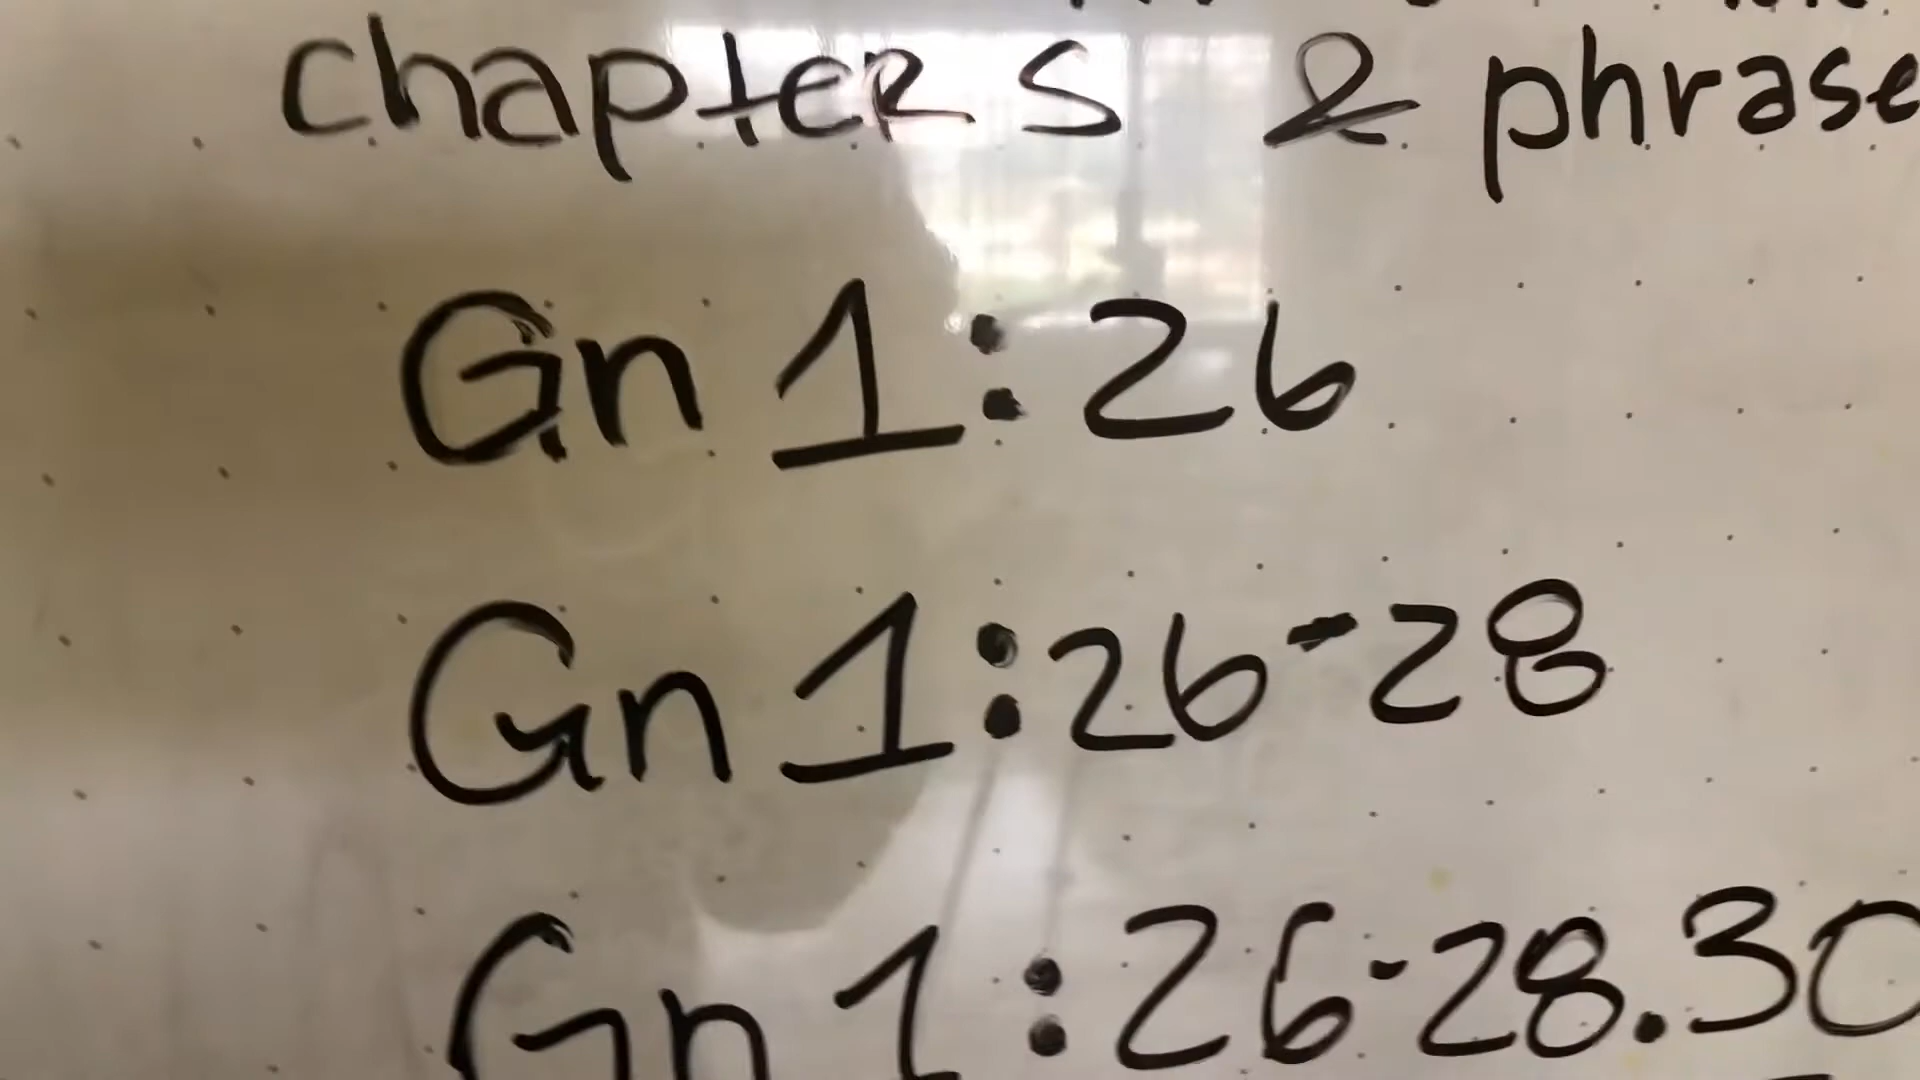 chapters & phrase
Gn 1:26
Gn 1:26-28
Gn 1:26-28.30